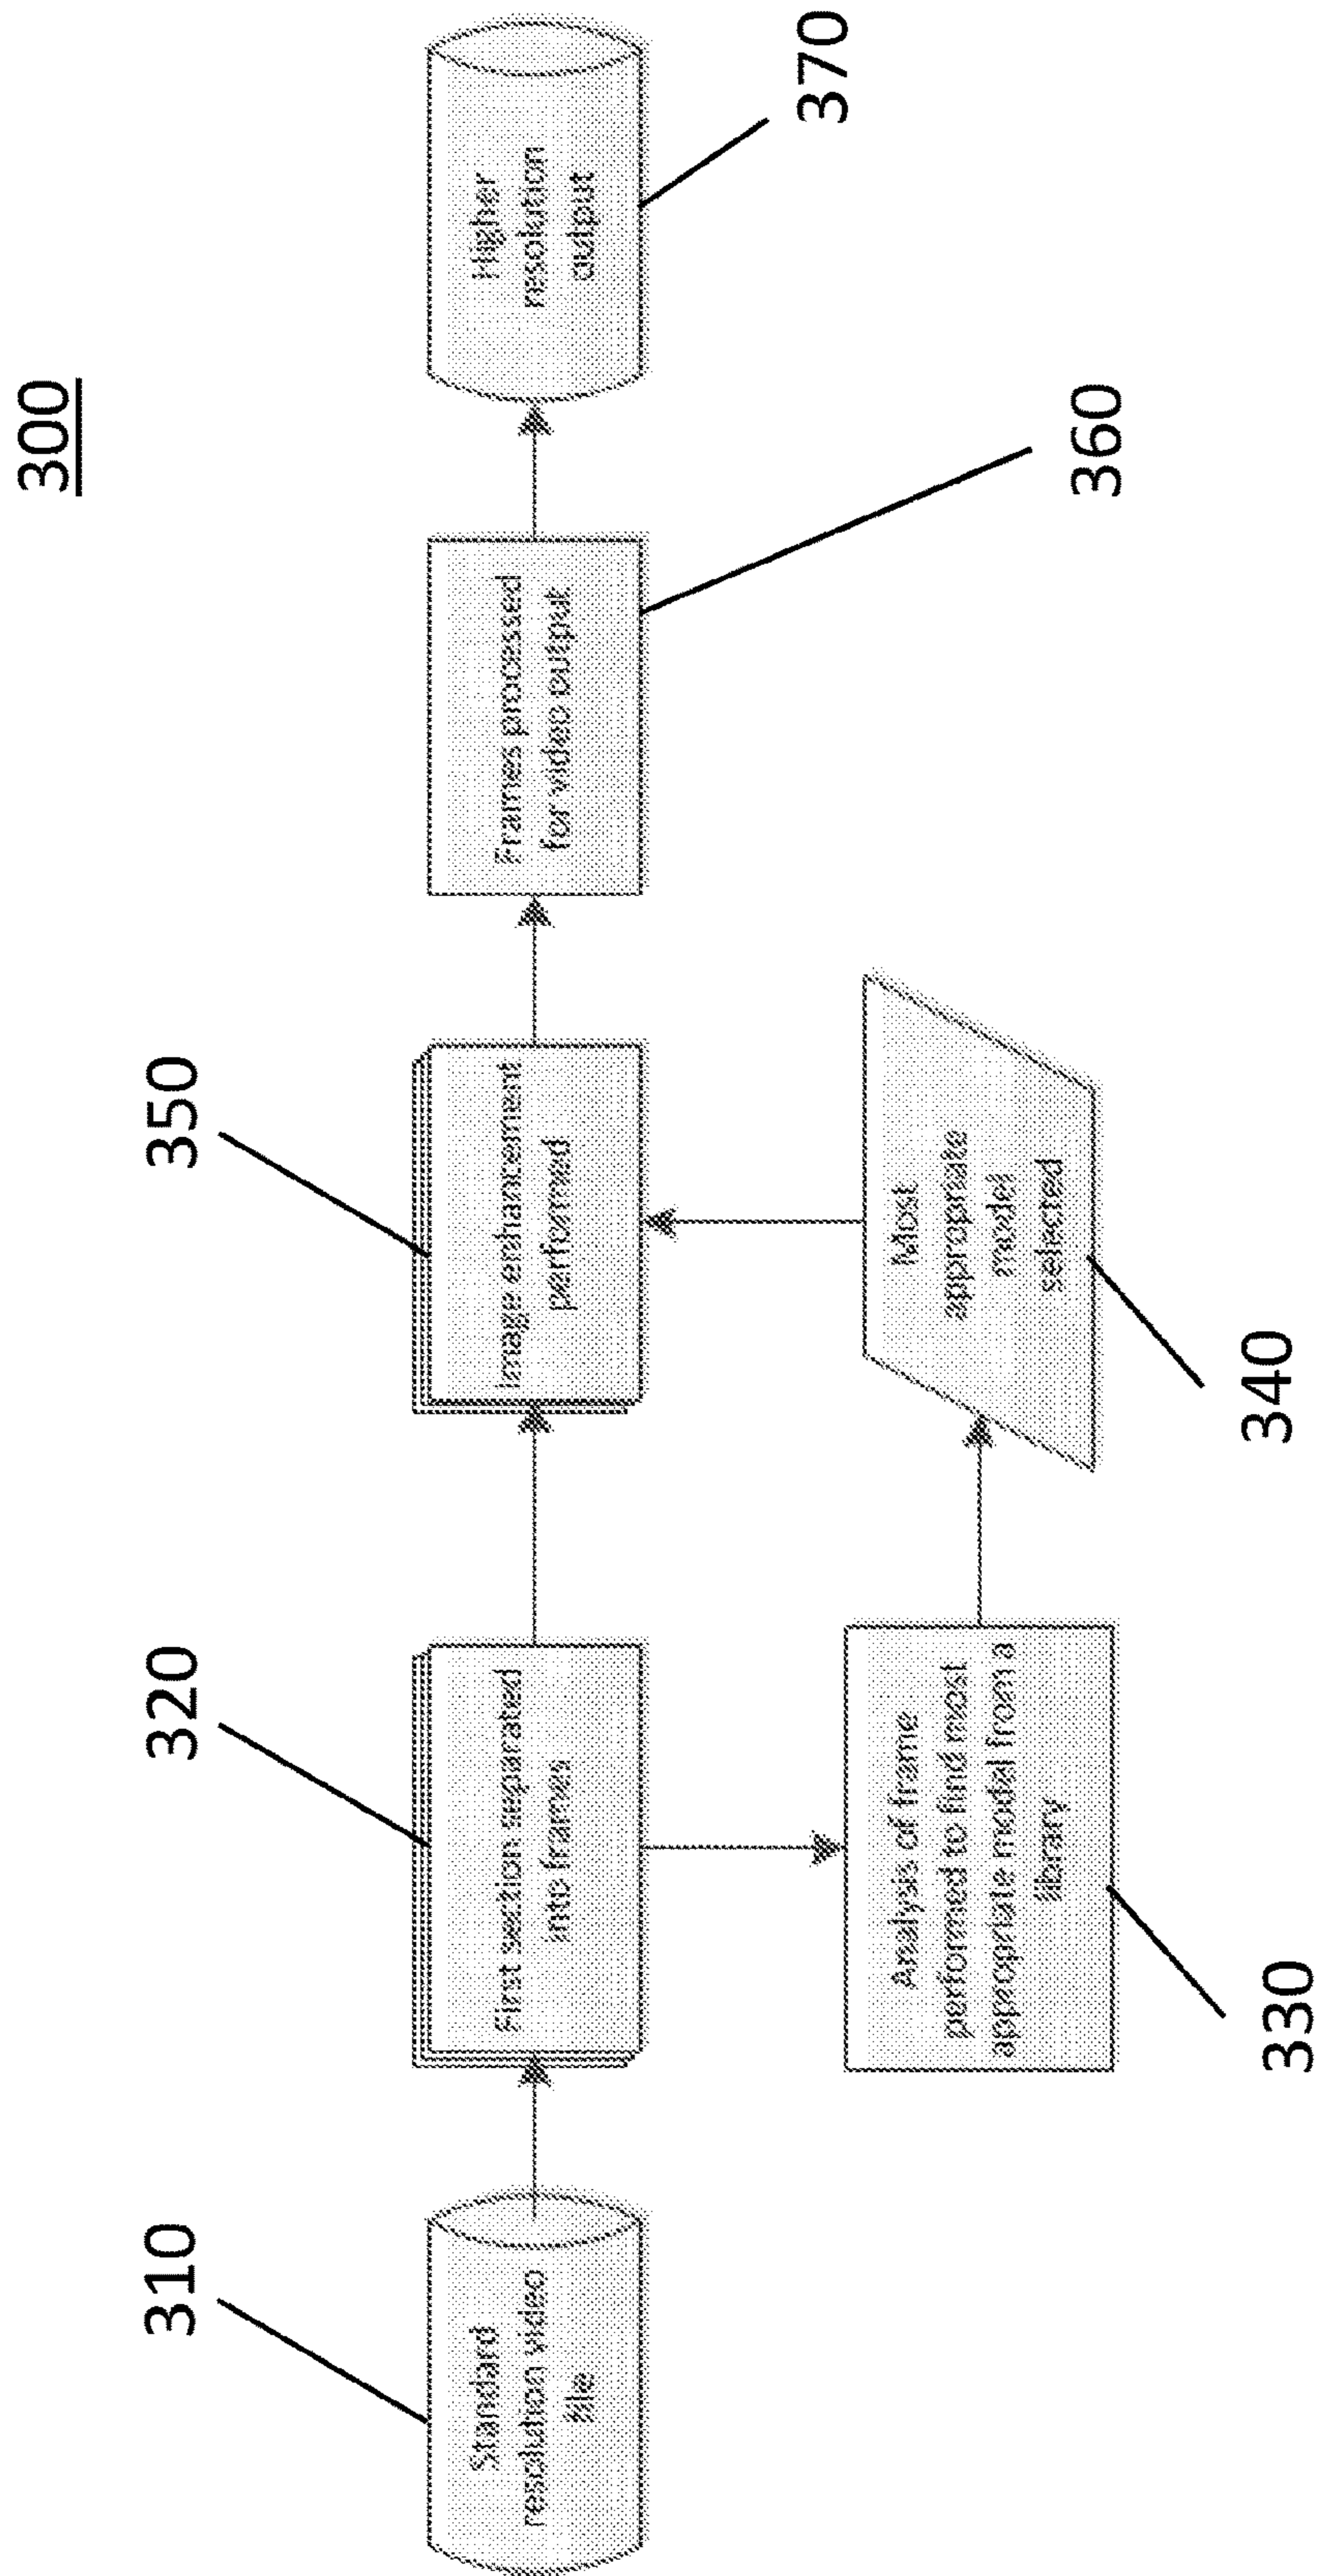 300
310
320
350
Standard
resolution video
file
First section separated
into frames
Image enhancement
performed
Frames processed
for video output
Higher
resolution
output
360
370
Analysis of frame
performed to find most
appropriate model from a
library
Most
appropriate
model
selected
330
340